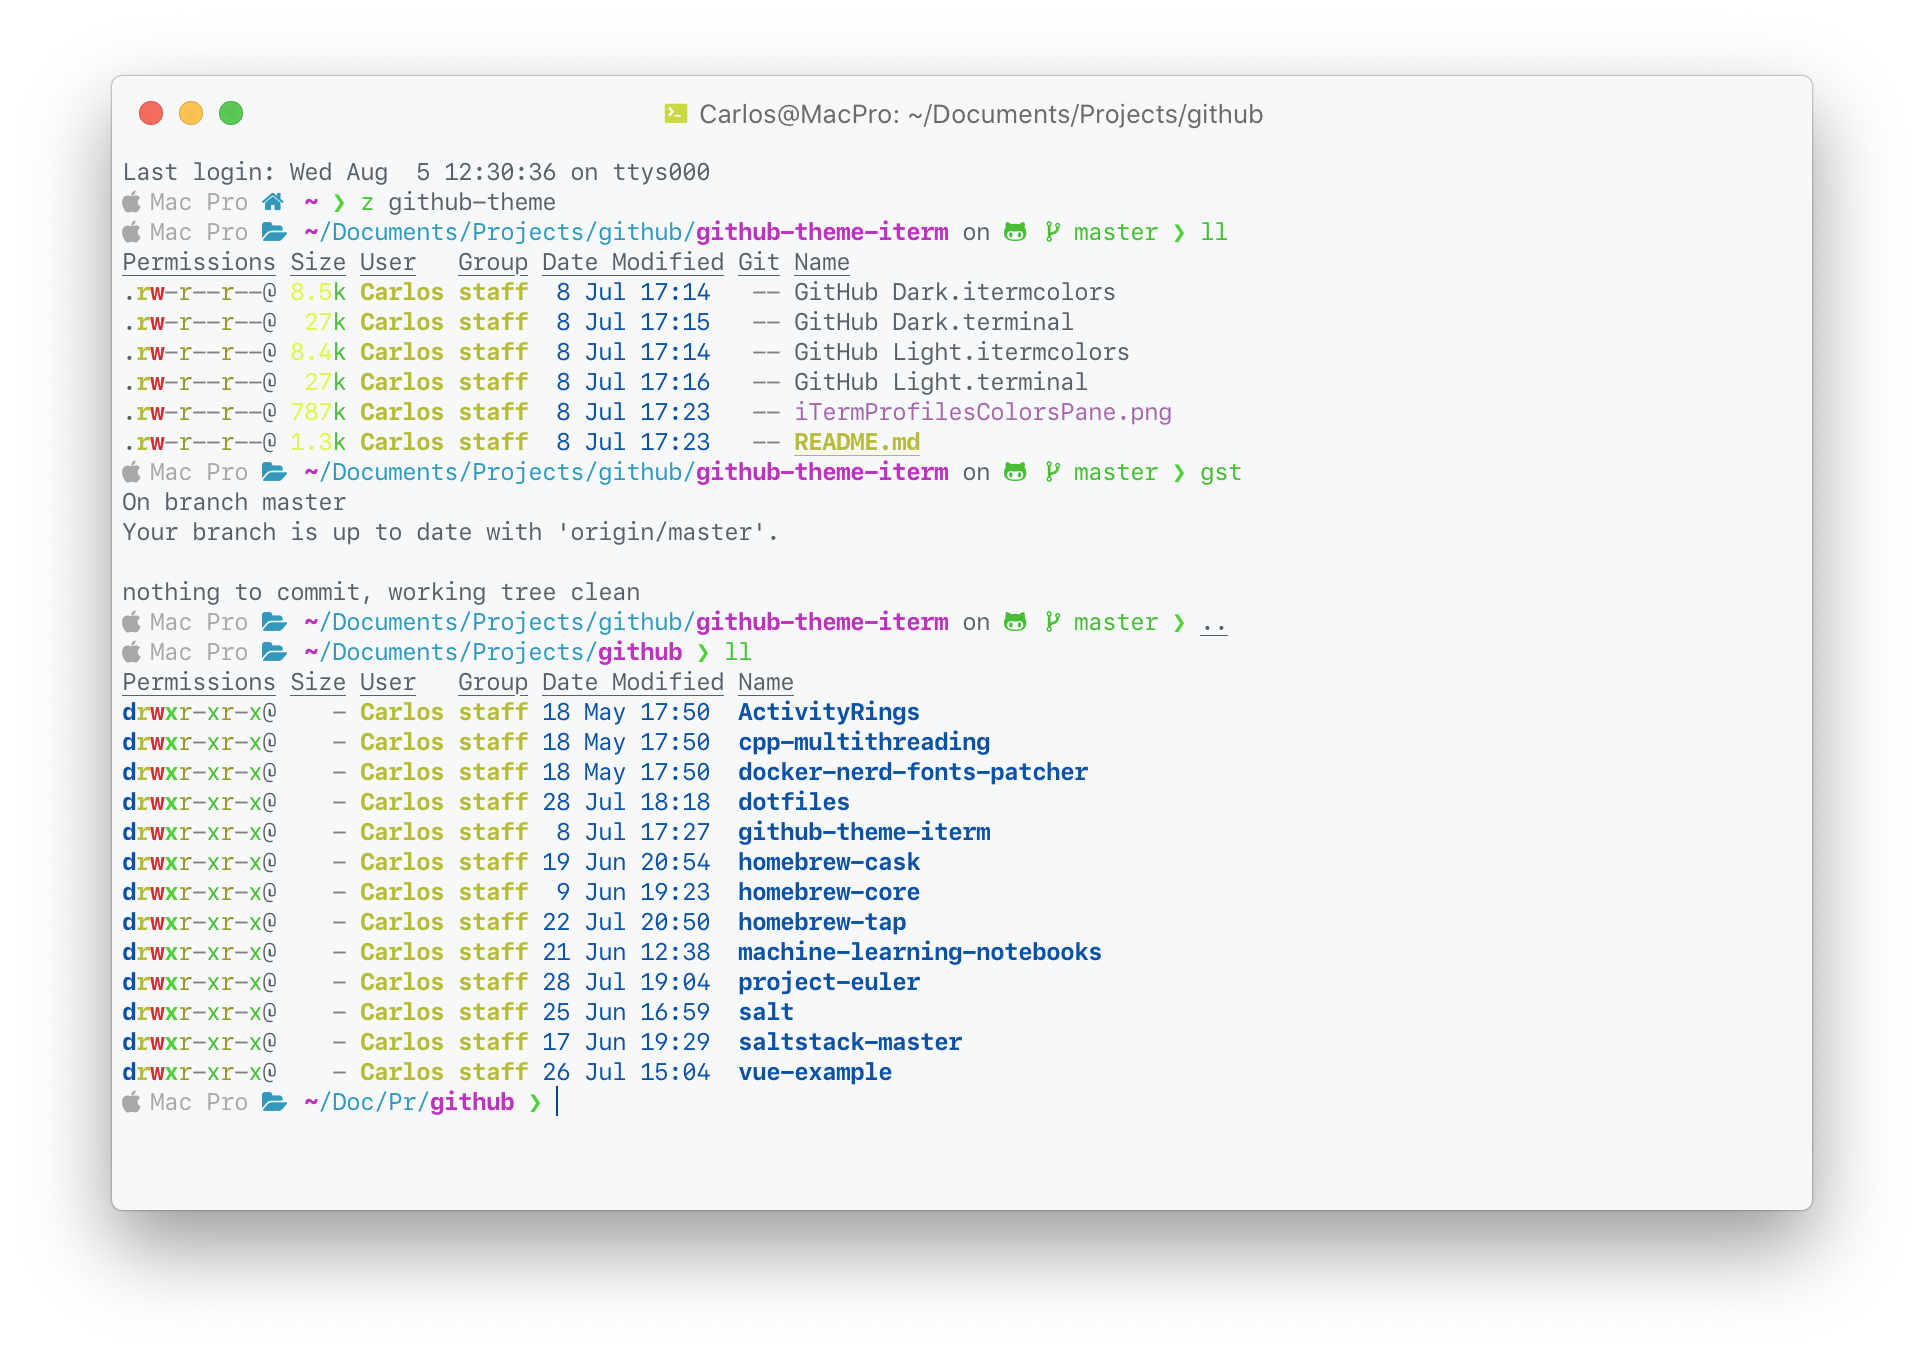 Carlos@MacPro: ~/Documents/Projects/github
Last login: Wed Aug  5 12:30:36 on ttys000
Mac Pro ~ ❯ z github-theme
Mac Pro ~/Documents/Projects/github/github-theme-iterm on master ❯ ll
Permissions Size User   Group Date Modified Git Name
.rw-r--r--@ 8.5k Carlos staff  8 Jul 17:14   -- GitHub Dark.itermcolors
.rw-r--r--@  27k Carlos staff  8 Jul 17:15   -- GitHub Dark.terminal
.rw-r--r--@ 8.4k Carlos staff  8 Jul 17:14   -- GitHub Light.itermcolors
.rw-r--r--@  27k Carlos staff  8 Jul 17:16   -- GitHub Light.terminal
.rw-r--r--@ 787k Carlos staff  8 Jul 17:23   -- iTermProfilesColorsPane.png
.rw-r--r--@ 1.3k Carlos staff  8 Jul 17:23   -- README.md
Mac Pro ~/Documents/Projects/github/github-theme-iterm on master ❯ gst
On branch master
Your branch is up to date with 'origin/master'.
nothing to commit, working tree clean
Mac Pro ~/Documents/Projects/github/github-theme-iterm on master ❯ ..
Mac Pro ~/Documents/Projects/github ❯ ll
Permissions Size User   Group Date Modified Name
drwxr-xr-x@    - Carlos staff 18 May 17:50  ActivityRings
drwxr-xr-x@    - Carlos staff 18 May 17:50  cpp-multithreading
drwxr-xr-x@    - Carlos staff 18 May 17:50  docker-nerd-fonts-patcher
drwxr-xr-x@    - Carlos staff 28 Jul 18:18  dotfiles
drwxr-xr-x@    - Carlos staff  8 Jul 17:27  github-theme-iterm
drwxr-xr-x@    - Carlos staff 19 Jun 20:54  homebrew-cask
drwxr-xr-x@    - Carlos staff  9 Jun 19:23  homebrew-core
drwxr-xr-x@    - Carlos staff 22 Jul 20:50  homebrew-tap
drwxr-xr-x@    - Carlos staff 21 Jun 12:38  machine-learning-notebooks
drwxr-xr-x@    - Carlos staff 28 Jul 19:04  project-euler
drwxr-xr-x@    - Carlos staff 25 Jun 16:59  salt
drwxr-xr-x@    - Carlos staff 17 Jun 19:29  saltstack-master
drwxr-xr-x@    - Carlos staff 26 Jul 15:04  vue-example
Mac Pro ~/Doc/Pr/github ❯